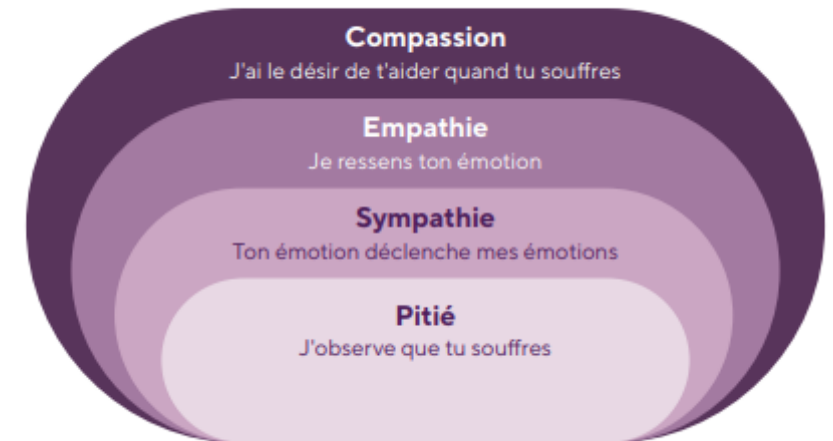 Compassion
J'ai le désir de t'aider quand tu souffres
Empathie
Je ressens ton émotion
Sympathie
Ton émotion déclenche mes émotions
Pitié
J'observe que tu souffres